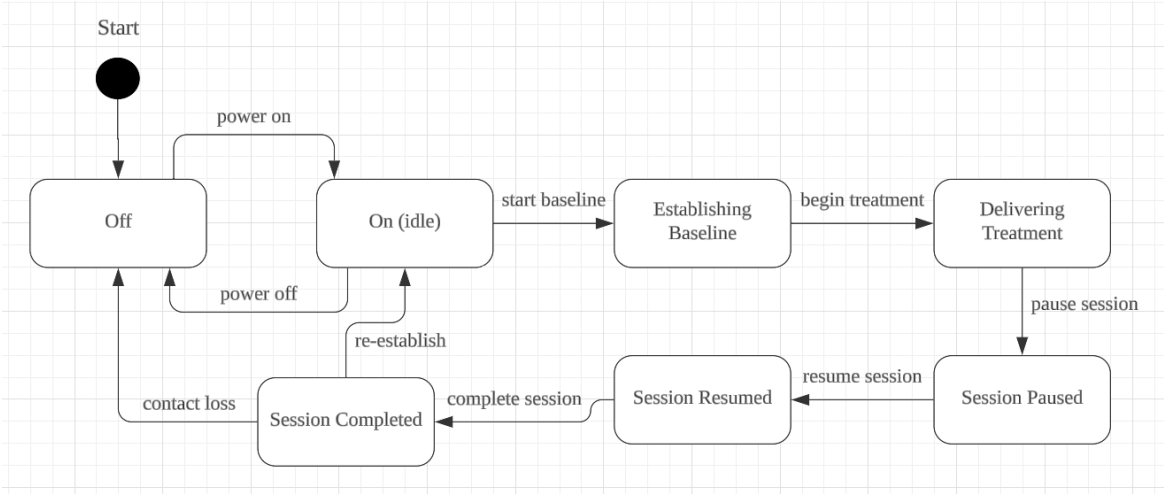 Start
power on
Off
On (idle)
start baseline
Establishing
Baseline
begin treatment
Delivering
Treatment
power off
pause session
re-establish
contact loss
Session Completed
complete session
Session Resumed
resume session
Session Paused